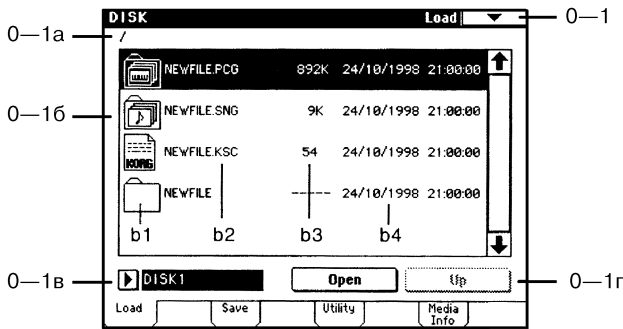 DISK Load 0—1
0—1а /
NEWFILE.PCG 892K 24/10/1998 21:00:00
0—1б NEWFILE.SNG 9K 24/10/1998 21:00:00
KORG NEWFILE.KSC 54 24/10/1998 21:00:00
NEWFILE ------ 24/10/1998 21:00:00
b1 b2 b3 b4
0—1в DISK1 Open Up 0—1г
Load Save Utility Media Info